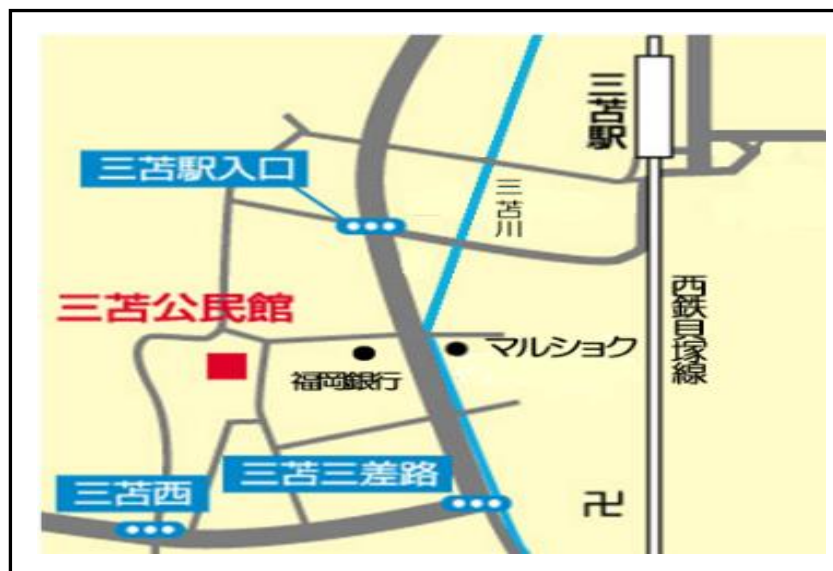 三苫駅
三苫駅入口
三苫川
三苫公民館
西鉄貝塚線
マルショク
福岡銀行
三苫三差路
三苫西
卍